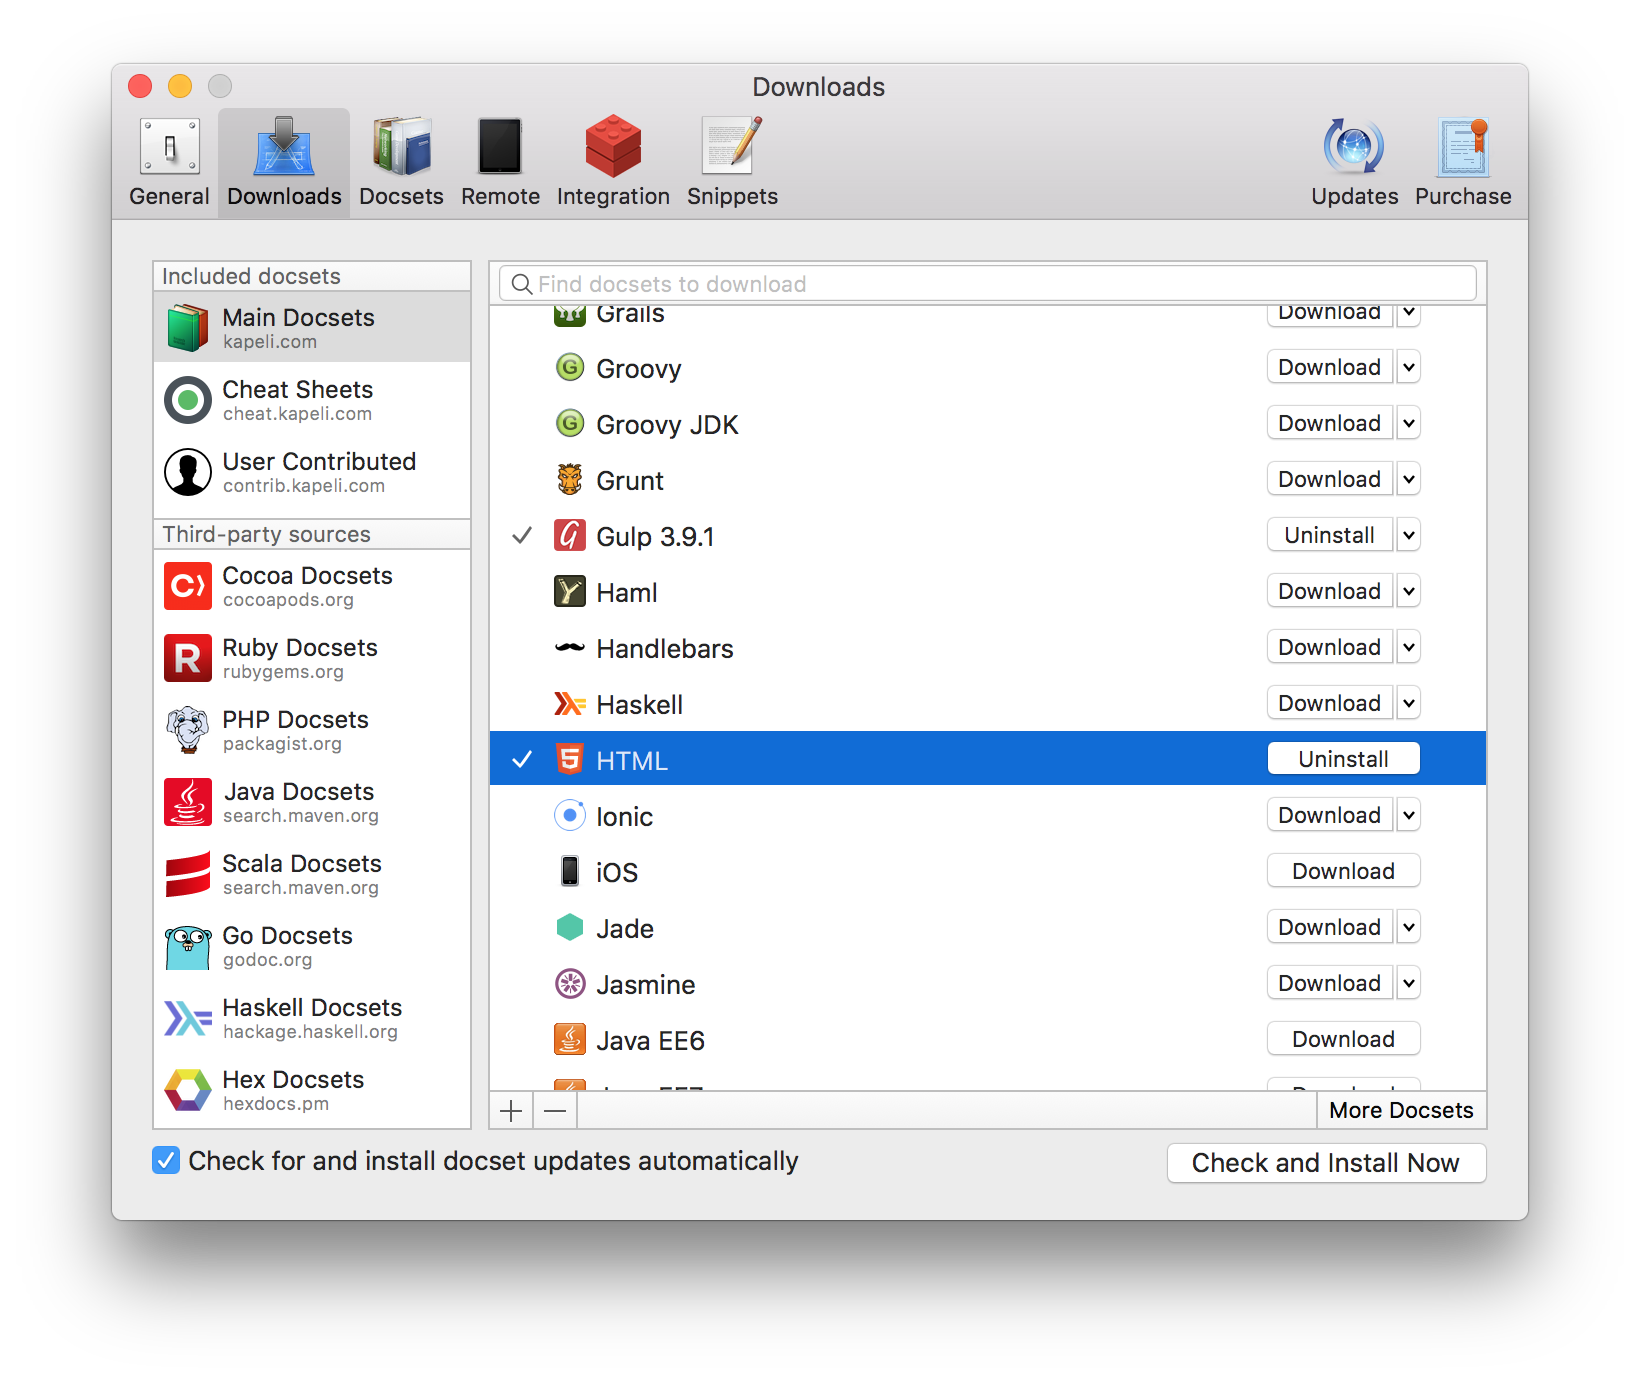 Downloads
General
Downloads
Docsets
Remote
Integration
Snippets
Updates
Purchase
Included docsets
Main Docsets
kapeli.com
Cheat Sheets
cheat.kapeli.com
User Contributed
contrib.kapeli.com
Third-party sources
Cocoa Docsets
cocoapods.org
Ruby Docsets
rubygems.org
PHP Docsets
packagist.org
Java Docsets
search.maven.org
Scala Docsets
search.maven.org
Go Docsets
godoc.org
Haskell Docsets
hackage.haskell.org
Hex Docsets
hexdocs.pm
Find docsets to download
Grails Download
Groovy Download
Groovy JDK Download
Grunt Download
Gulp 3.9.1 Uninstall
Haml Download
Handlebars Download
Haskell Download
HTML Uninstall
Ionic Download
iOS Download
Jade Download
Jasmine Download
Java EE6 Download
More Docsets
Check for and install docset updates automatically
Check and Install Now